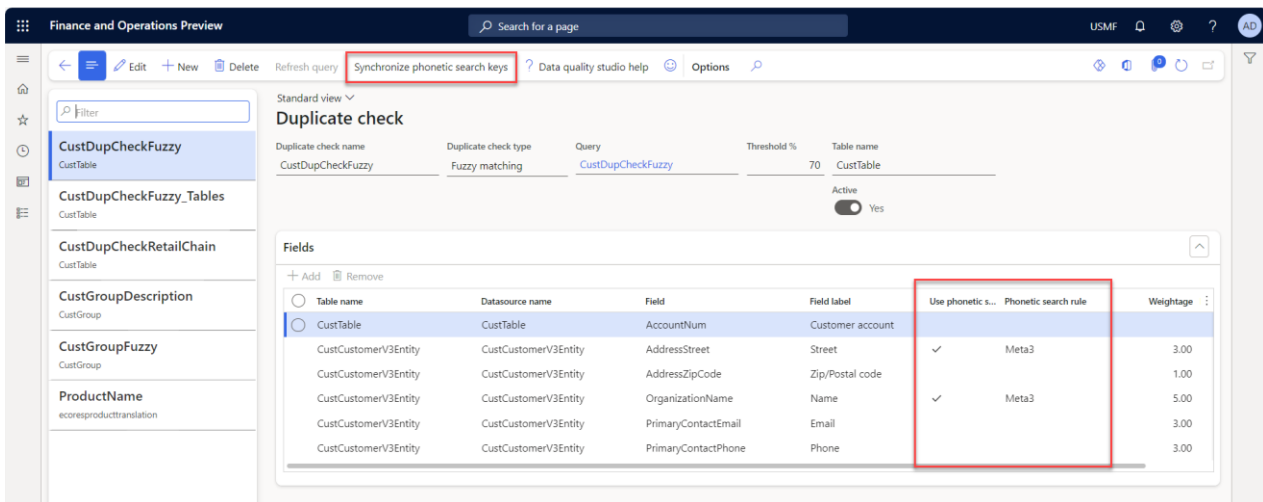 Finance and Operations Preview Search for a page USMF ? AD
Edit New Delete Refresh query Synchronize phonetic search keys ? Data quality studio help Options 0
Filter
CustDupCheckFuzzy
CustTable
CustDupCheckFuzzy_Tables
CustTable
CustDupCheckRetailChain
CustTable
CustGroupDescription
CustGroup
CustGroupFuzzy
CustGroup
ProductName
ecoresproducttranslation
Standard view
Duplicate check
Duplicate check name Duplicate check type Query Threshold % Table name
CustDupCheckFuzzy Fuzzy matching CustDupCheckFuzzy 70 CustTable
Active
Yes
Fields
Add Remove
Table name Datasource name Field Field label Use phonetic s... Phonetic search rule Weightage
CustTable CustTable AccountNum Customer account
CustCustomerV3Entity CustCustomerV3Entity AddressStreet Street Meta3 3.00
CustCustomerV3Entity CustCustomerV3Entity AddressZipCode Zip/Postal code 1.00
CustCustomerV3Entity CustCustomerV3Entity OrganizationName Name Meta3 5.00
CustCustomerV3Entity CustCustomerV3Entity PrimaryContactEmail Email 3.00
CustCustomerV3Entity CustCustomerV3Entity PrimaryContactPhone Phone 3.00